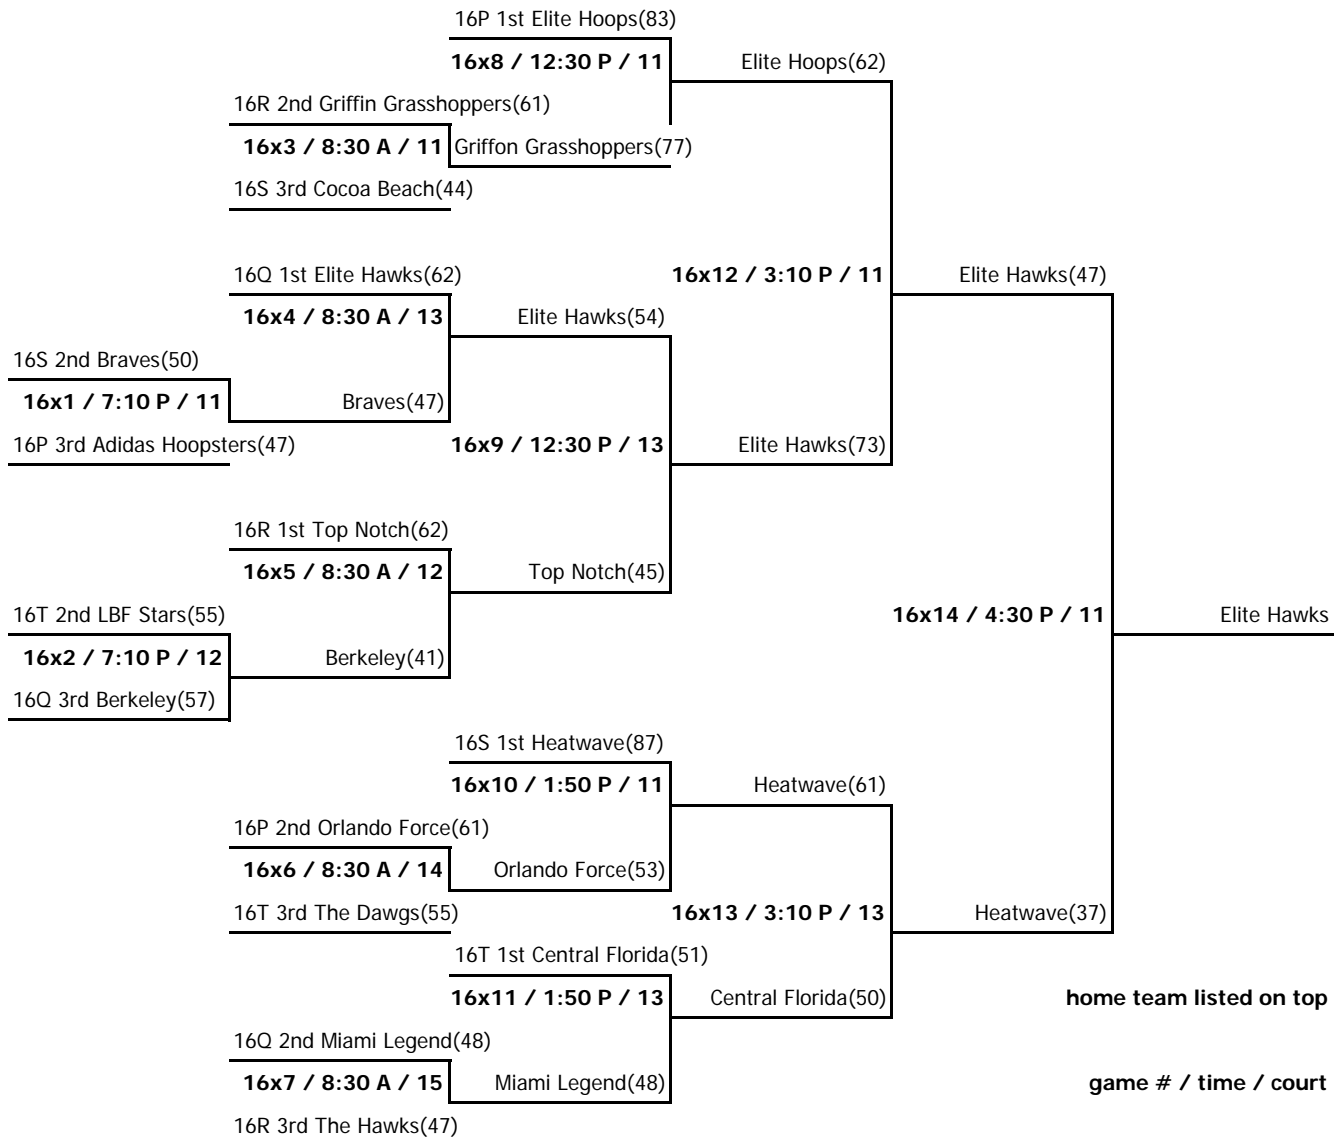 16P 1st Elite Hoops(83)
16x8 / 12:30 P / 11
Elite Hoops(62)
16R 2nd Griffin Grasshoppers(61)
16x3 / 8:30 A / 11
Griffon Grasshoppers(77)
16S 3rd Cocoa Beach(44)
16Q 1st Elite Hawks(62)
16x12 / 3:10 P / 11
Elite Hawks(47)
16x4 / 8:30 A / 13
Elite Hawks(54)
16S 2nd Braves(50)
16x1 / 7:10 P / 11
Braves(47)
16P 3rd Adidas Hoopsters(47)
16x9 / 12:30 P / 13
Elite Hawks(73)
16R 1st Top Notch(62)
16x5 / 8:30 A / 12
Top Notch(45)
16T 2nd LBF Stars(55)
16x14 / 4:30 P / 11
Elite Hawks
16x2 / 7:10 P / 12
Berkeley(41)
16Q 3rd Berkeley(57)
16S 1st Heatwave(87)
16x10 / 1:50 P / 11
Heatwave(61)
16P 2nd Orlando Force(61)
16x6 / 8:30 A / 14
Orlando Force(53)
16T 3rd The Dawgs(55)
16x13 / 3:10 P / 13
Heatwave(37)
16T 1st Central Florida(51)
16x11 / 1:50 P / 13
Central Florida(50)
home team listed on top
16Q 2nd Miami Legend(48)
16x7 / 8:30 A / 15
Miami Legend(48)
game # / time / court
16R 3rd The Hawks(47)